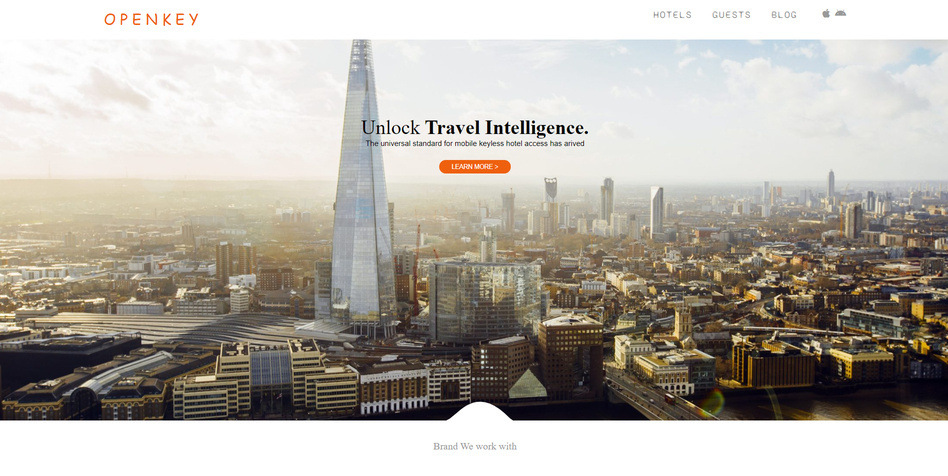 OPENKEY
HOTELS GUESTS BLOG
Unlock Travel Intelligence.
The universal standard for mobile keyless hotel access has arived
LEARN MORE >
Brand We work with